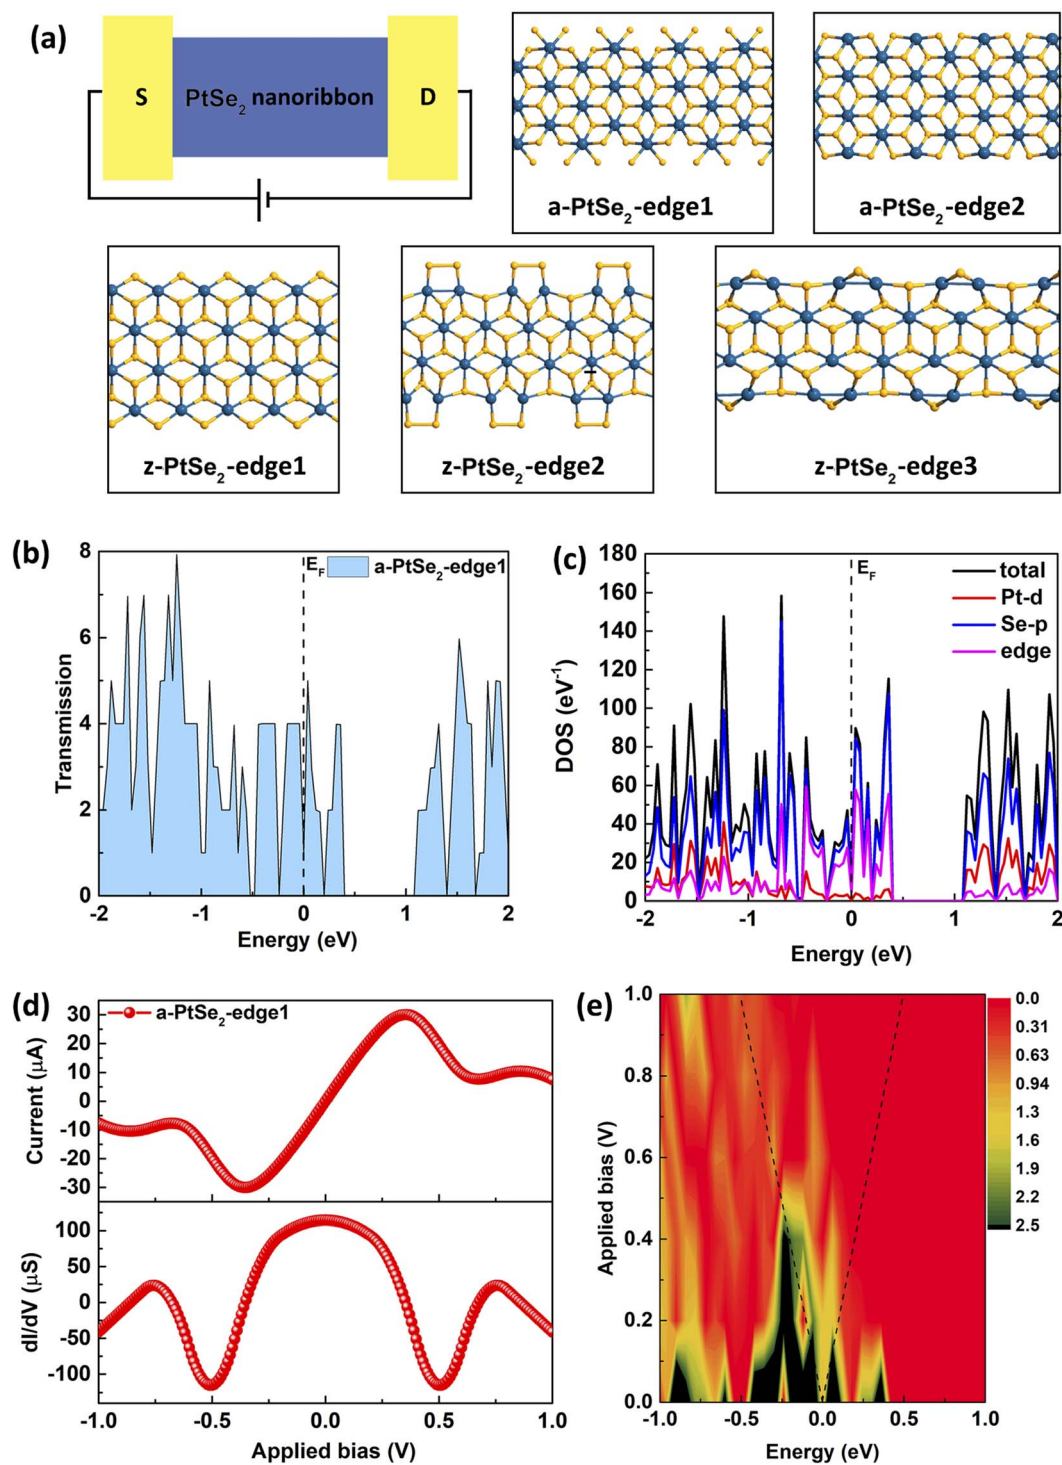 (a)
S
PtSe₂ nanoribbon
D
a-PtSe₂-edge1
a-PtSe₂-edge2
z-PtSe₂-edge1
z-PtSe₂-edge2
z-PtSe₂-edge3
(b)
8
6
4
2
0
Transmission
E_F
a-PtSe₂-edge1
-2
-1
0
1
2
Energy (eV)
(c)
180
160
140
120
100
80
60
40
20
0
DOS (eV⁻¹)
E_F
total
Pt-d
Se-p
edge
-2
-1
0
1
2
Energy (eV)
(d)
a-PtSe₂-edge1
30
20
10
0
-10
-20
-30
Current (μA)
100
50
0
-50
-100
dI/dV (μS)
-1.0
-0.5
0.0
0.5
1.0
Applied bias (V)
(e)
1.0
0.8
0.6
0.4
0.2
0.0
Applied bias (V)
-1.0
-0.5
0.0
0.5
1.0
Energy (eV)
0.0
0.31
0.63
0.94
1.3
1.6
1.9
2.2
2.5